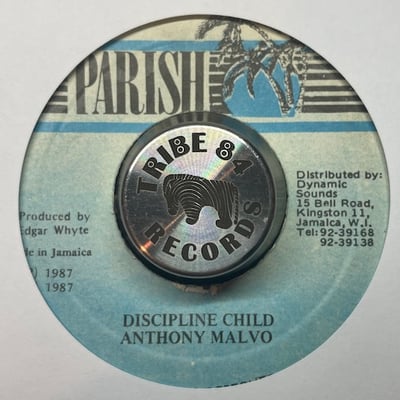 PARISH
TRIBE 84
RECORDS
Produced by
Edgar Whyte
de in Jamaica
) 1987
1987
Distributed by:
Dynamic
Sounds
15 Bell Road,
Kingston 11,
Jamaica, W.I.
Tel: 92-39168
92-39138
DISCIPLINE CHILD
ANTHONY MALVO